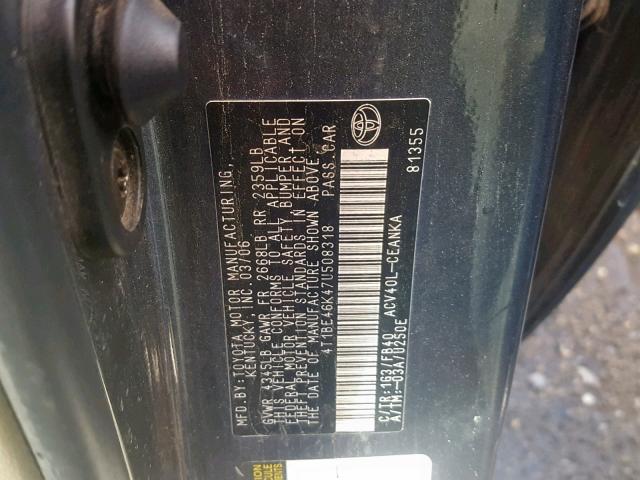 MFD.BY:TOYOTA MOTOR MANUFACTURING,
KENTUCKY, INC. 03/06
GVWR 3345LB GAWR FR 2668LB RR 2359LB
THIS VEHICLE CONFORMS TO ALL APPLICABLE
FEDERAL MOTOR VEHICLE SAFETY, BUMPER, AND
THEFT PREVENTION STANDARDS IN EFFECT ON
THE DATE OF MANUFACTURE SHOWN ABOVE.
4T1BE46K47U508318 PASS.CAR
C/TR:1G3/FB40 ACV40L-CEANKA
A/TM:-03A/U250E 81355